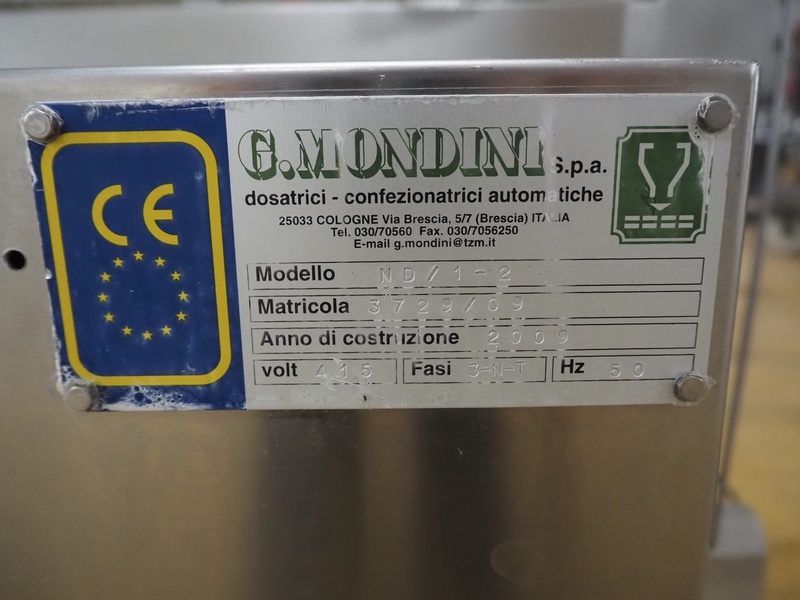 CE
G.MONDINI S.p.a.
dosatrici - confezionatrici automatiche
25033 COLOGNE Via Brescia, 5/7 (Brescia) ITALIA
Tel. 030/70560 Fax. 030/7056250
E-mail g.mondini@tzm.it
Modello ND/1-2
Matricola 3729/09
Anno di costruzione 2009
volt 415 Fasi 3-N-T Hz 50